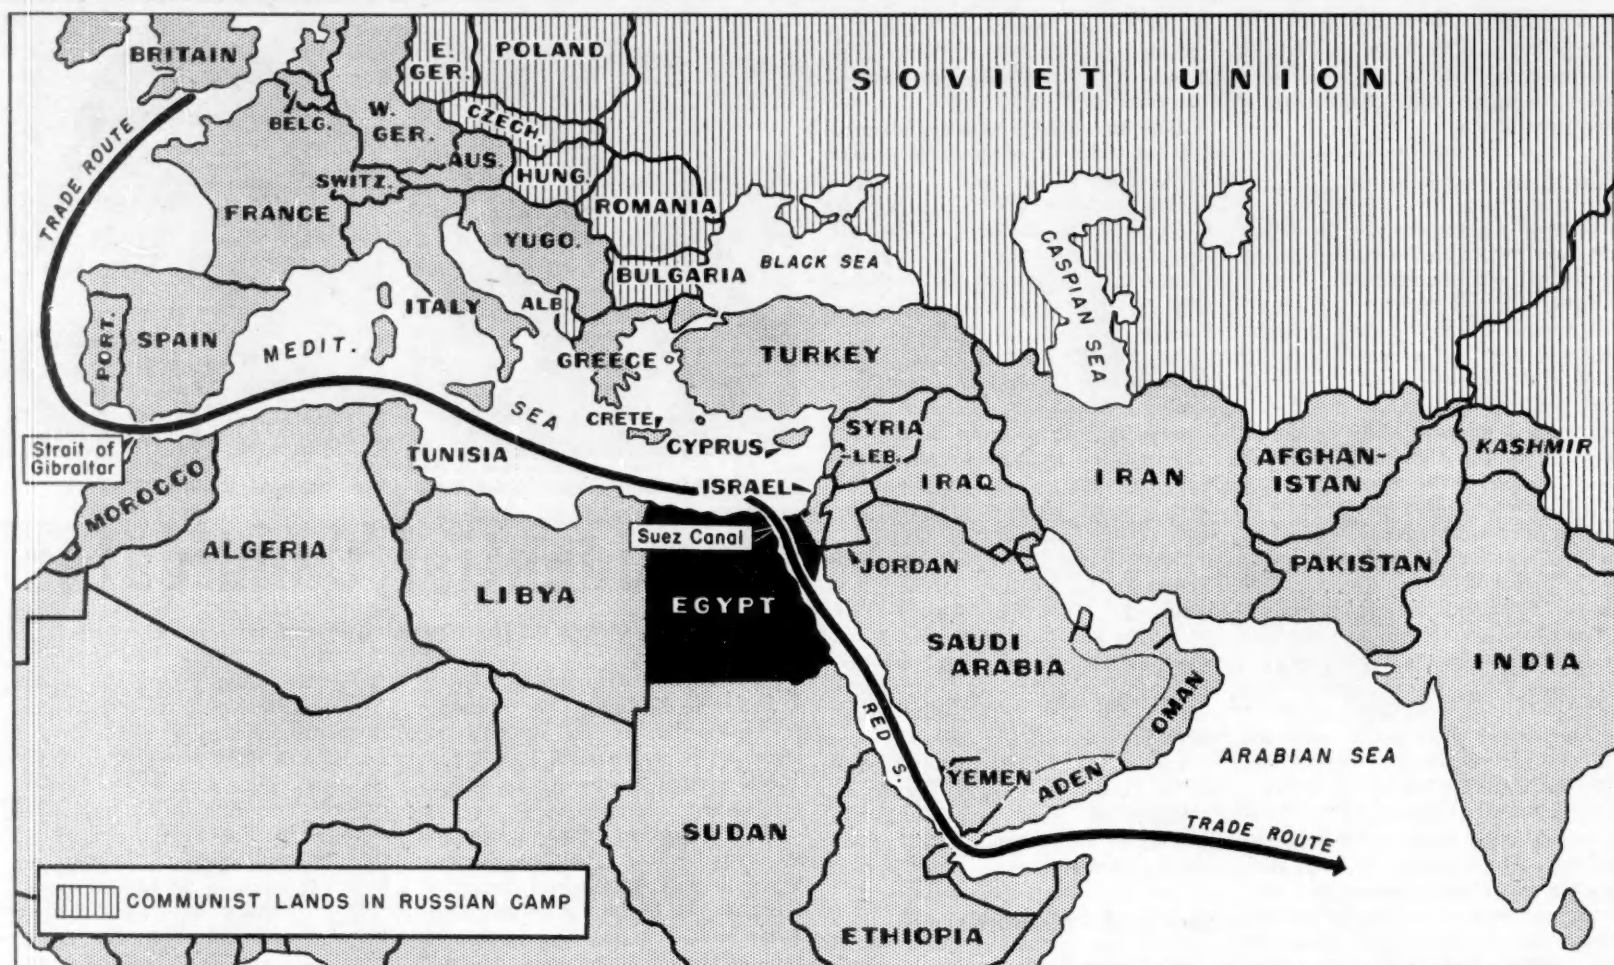 BRITAIN
E.
GER.
POLAND
SOVIET UNION
TRADE ROUTE
BELG.
W.
GER.
CZECH.
AUS.
HUNG.
SWITZ.
FRANCE
ROMANIA
YUGO.
BULGARIA
BLACK SEA
CASPIAN SEA
PORT.
SPAIN
MEDIT.
SEA
ITALY
ALB
GREECE
TURKEY
CRETE
CYPRUS
SYRIA
LEB.
ISRAEL
IRAQ
IRAN
AFGHAN-
ISTAN
KASHMIR
Strait of
Gibraltar
MOROCCO
TUNISIA
ALGERIA
LIBYA
Suez Canal
EGYPT
JORDAN
PAKISTAN
SAUDI
ARABIA
OMAN
INDIA
RED S.
YEMEN
ADEN
ARABIAN SEA
SUDAN
TRADE ROUTE
ETHIOPIA
COMMUNIST LANDS IN RUSSIAN CAMP